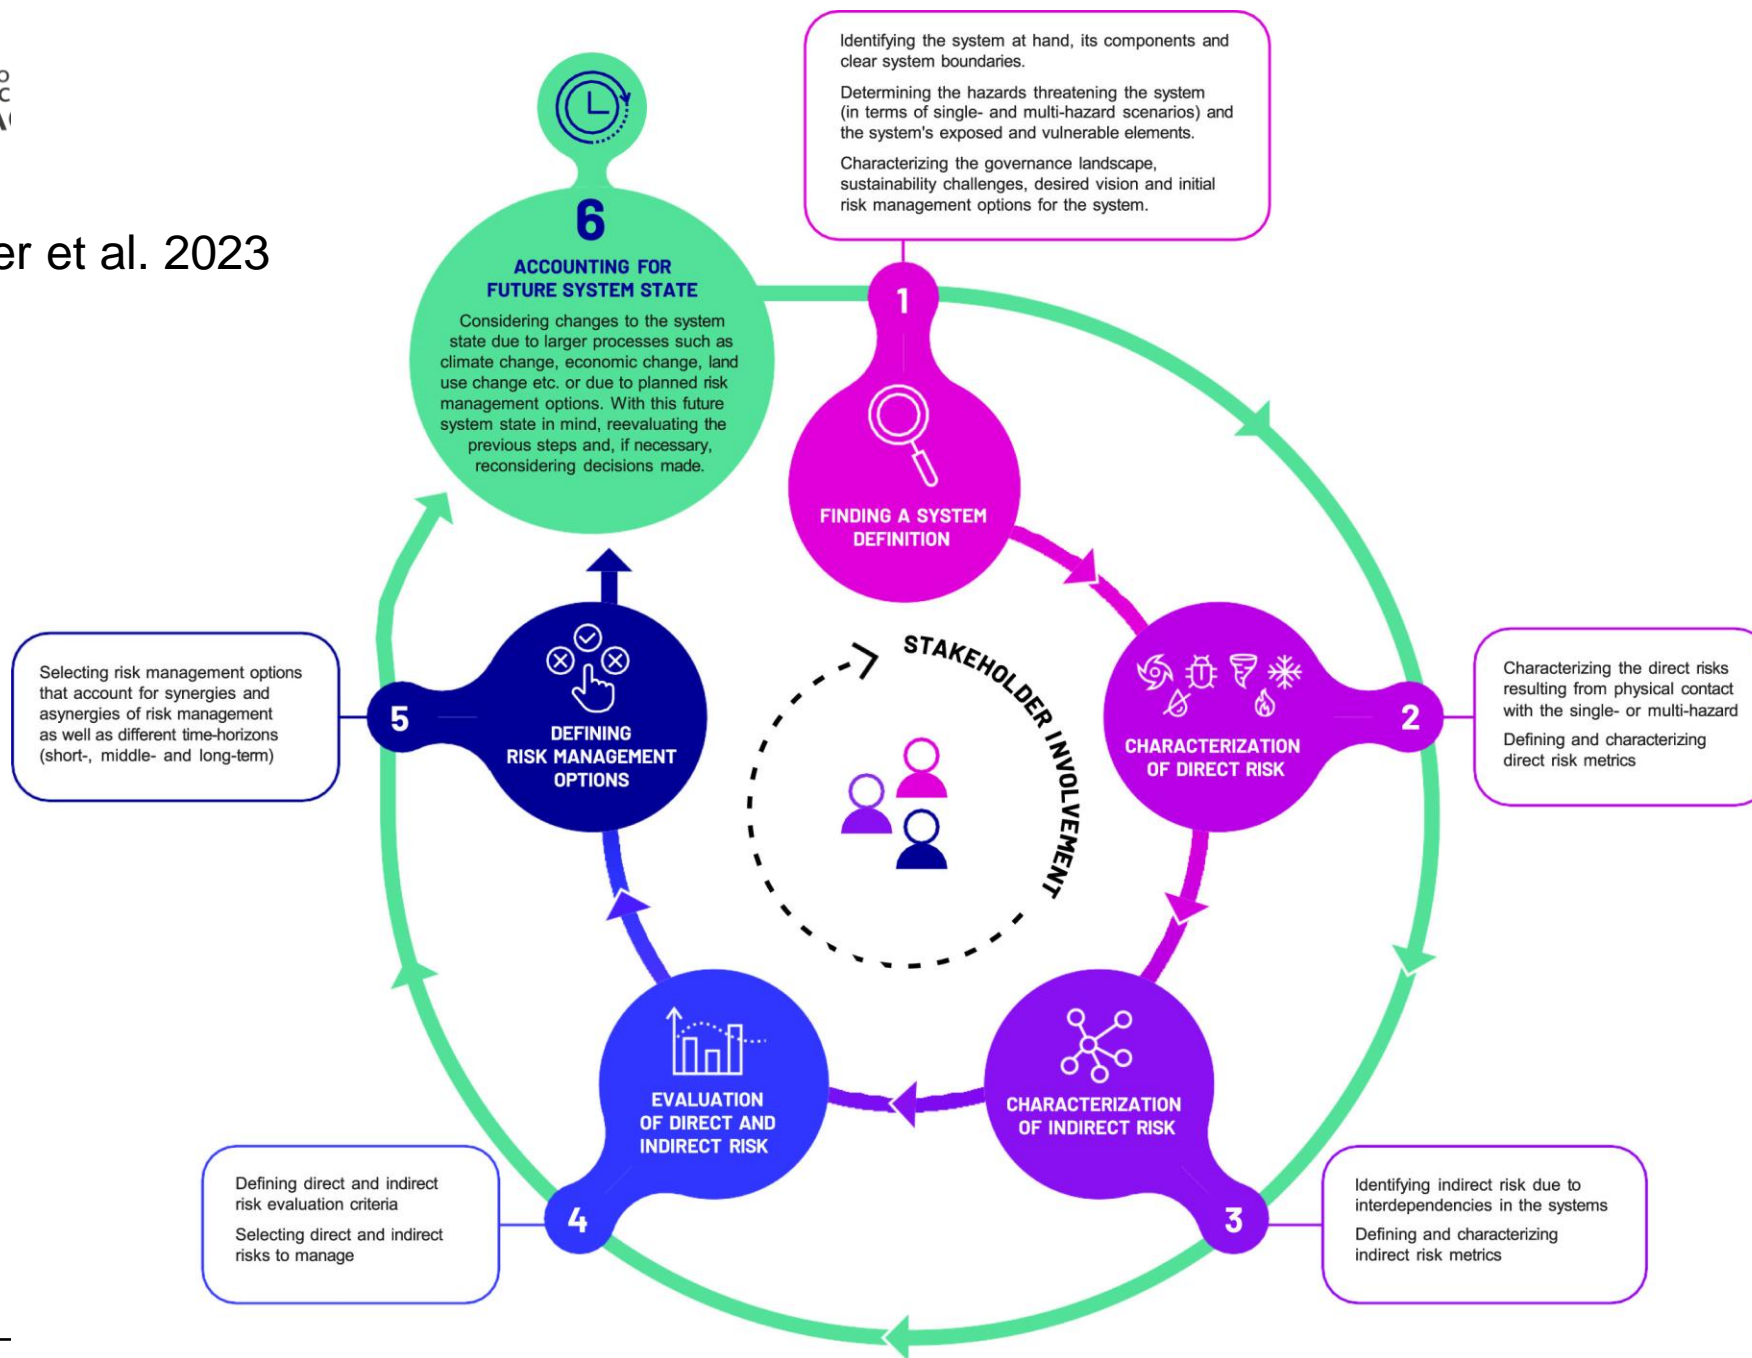 er et al. 2023
Identifying the system at hand, its components and
clear system boundaries.
Determining the hazards threatening the system
(in terms of single- and multi-hazard scenarios) and
the system's exposed and vulnerable elements.
Characterizing the governance landscape,
sustainability challenges, desired vision and initial
risk management options for the system.
6
ACCOUNTING FOR
FUTURE SYSTEM STATE
Considering changes to the system
state due to larger processes such as
climate change, economic change, land
use change etc. or due to planned risk
management options. With this future
system state in mind, reevaluating the
previous steps and, if necessary,
reconsidering decisions made.
1
FINDING A SYSTEM
DEFINITION
2
CHARACTERIZATION
OF DIRECT RISK
Characterizing the direct risks
resulting from physical contact
with the single- or multi-hazard
Defining and characterizing
direct risk metrics
STAKEHOLDER INVOLVEMENT
5
DEFINING
RISK MANAGEMENT
OPTIONS
Selecting risk management options
that account for synergies and
asynergies of risk management
as well as different time-horizons
(short-, middle- and long-term)
EVALUATION
OF DIRECT AND
INDIRECT RISK
4
Defining direct and indirect
risk evaluation criteria
Selecting direct and indirect
risks to manage
CHARACTERIZATION
OF INDIRECT RISK
3
Identifying indirect risk due to
interdependencies in the systems
Defining and characterizing
indirect risk metrics